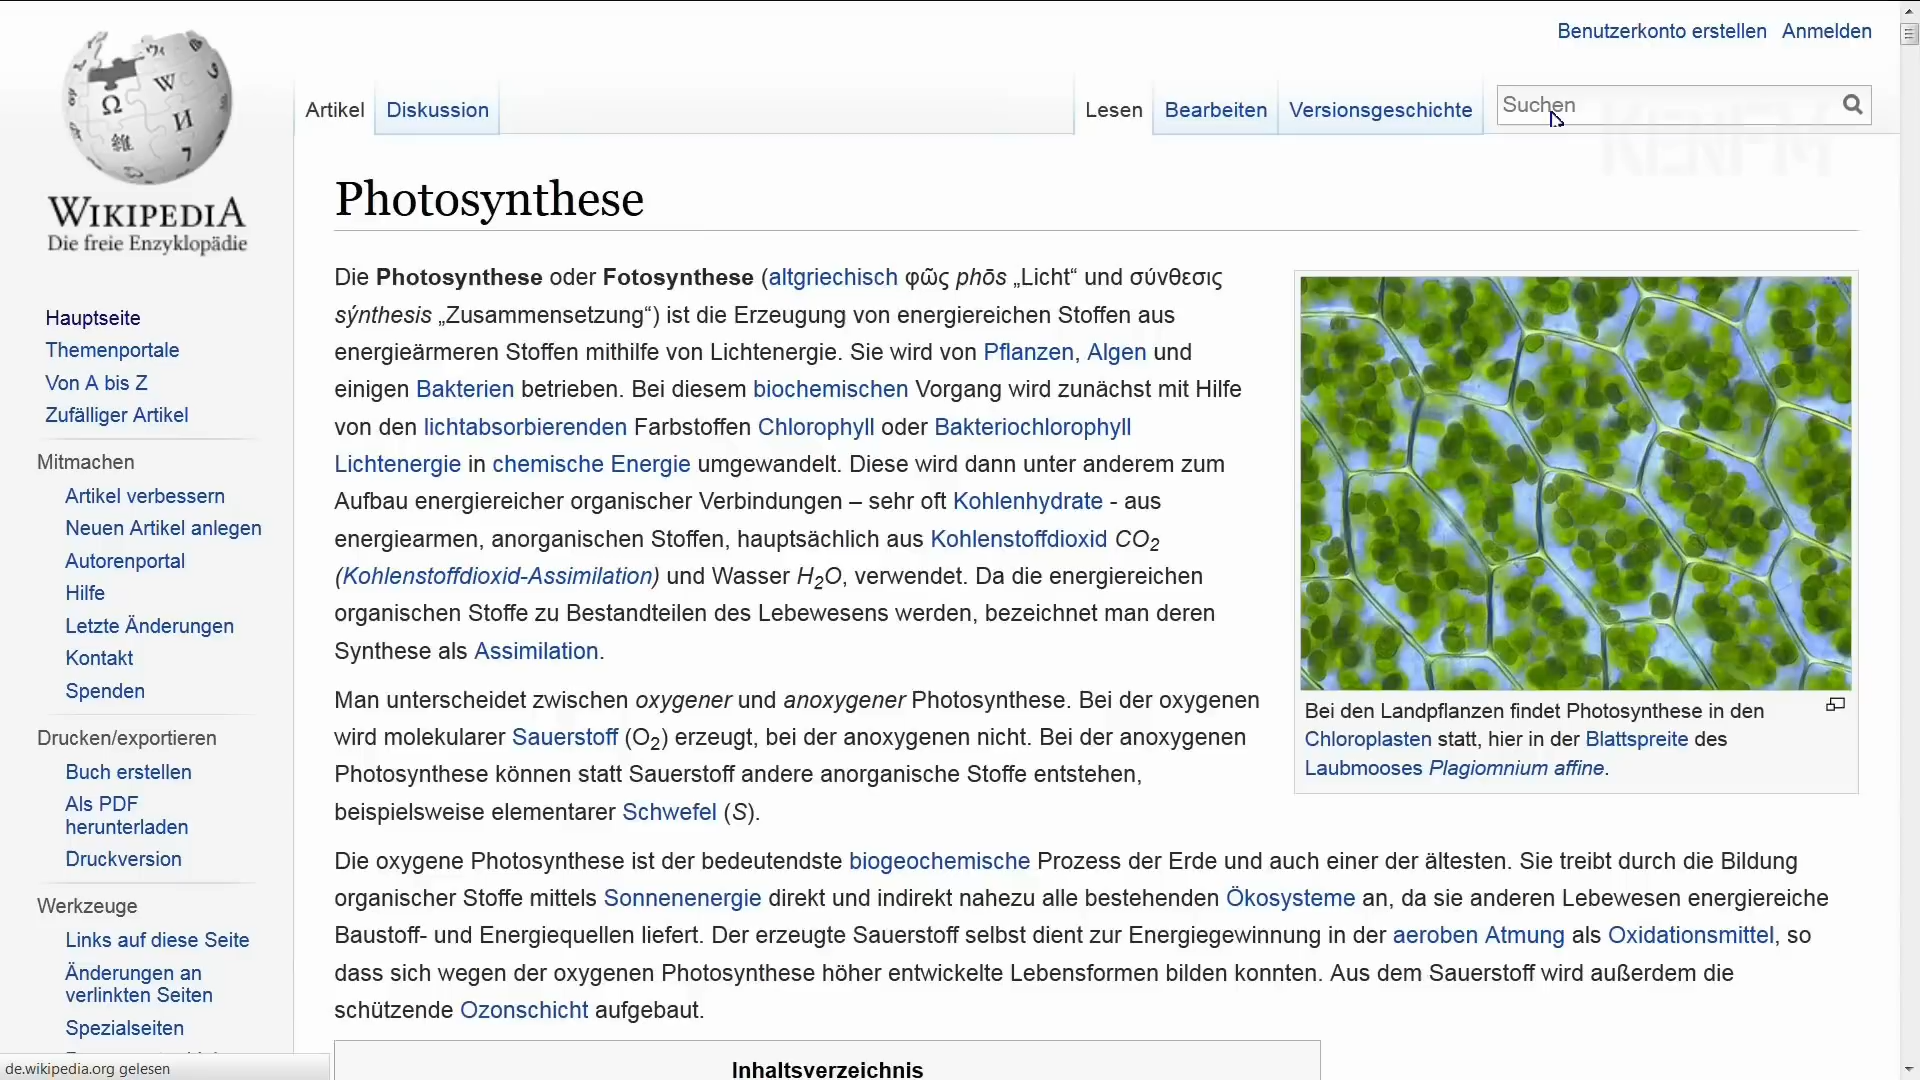 Benutzerkonto erstellen Anmelden
Artikel Diskussion Lesen Bearbeiten Versionsgeschichte Suchen
KENFM
WIKIPEDIA
Die freie Enzyklopädie
Hauptseite
Themenportale
Von A bis Z
Zufälliger Artikel
Mitmachen
Artikel verbessern
Neuen Artikel anlegen
Autorenportal
Hilfe
Letzte Änderungen
Kontakt
Spenden
Drucken/exportieren
Buch erstellen
Als PDF
herunterladen
Druckversion
Werkzeuge
Links auf diese Seite
Änderungen an
verlinkten Seiten
Spezialseiten
de.wikipedia.org gelesen
Photosynthese
Die Photosynthese oder Fotosynthese (altgriechisch φῶς phōs „Licht“ und σύνθεσις
sýnthesis „Zusammensetzung“) ist die Erzeugung von energiereichen Stoffen aus
energieärmeren Stoffen mithilfe von Lichtenergie. Sie wird von Pflanzen, Algen und
einigen Bakterien betrieben. Bei diesem biochemischen Vorgang wird zunächst mit Hilfe
von den lichtabsorbierenden Farbstoffen Chlorophyll oder Bakteriochlorophyll
Lichtenergie in chemische Energie umgewandelt. Diese wird dann unter anderem zum
Aufbau energiereicher organischer Verbindungen – sehr oft Kohlenhydrate - aus
energiearmen, anorganischen Stoffen, hauptsächlich aus Kohlenstoffdioxid CO₂
(Kohlenstoffdioxid-Assimilation) und Wasser H₂O, verwendet. Da die energiereichen
organischen Stoffe zu Bestandteilen des Lebewesens werden, bezeichnet man deren
Synthese als Assimilation.
Man unterscheidet zwischen oxygener und anoxygener Photosynthese. Bei der oxygenen
wird molekularer Sauerstoff (O₂) erzeugt, bei der anoxygenen nicht. Bei der anoxygenen
Photosynthese können statt Sauerstoff andere anorganische Stoffe entstehen,
beispielsweise elementarer Schwefel (S).
Bei den Landpflanzen findet Photosynthese in den
Chloroplasten statt, hier in der Blattspreite des
Laubmooses Plagiomnium affine.
Die oxygene Photosynthese ist der bedeutendste biogeochemische Prozess der Erde und auch einer der ältesten. Sie treibt durch die Bildung
organischer Stoffe mittels Sonnenenergie direkt und indirekt nahezu alle bestehenden Ökosysteme an, da sie anderen Lebewesen energiereiche
Baustoff- und Energiequellen liefert. Der erzeugte Sauerstoff selbst dient zur Energiegewinnung in der aeroben Atmung als Oxidationsmittel, so
dass sich wegen der oxygenen Photosynthese höher entwickelte Lebensformen bilden konnten. Aus dem Sauerstoff wird außerdem die
schützende Ozonschicht aufgebaut.
Inhaltsverzeichnis